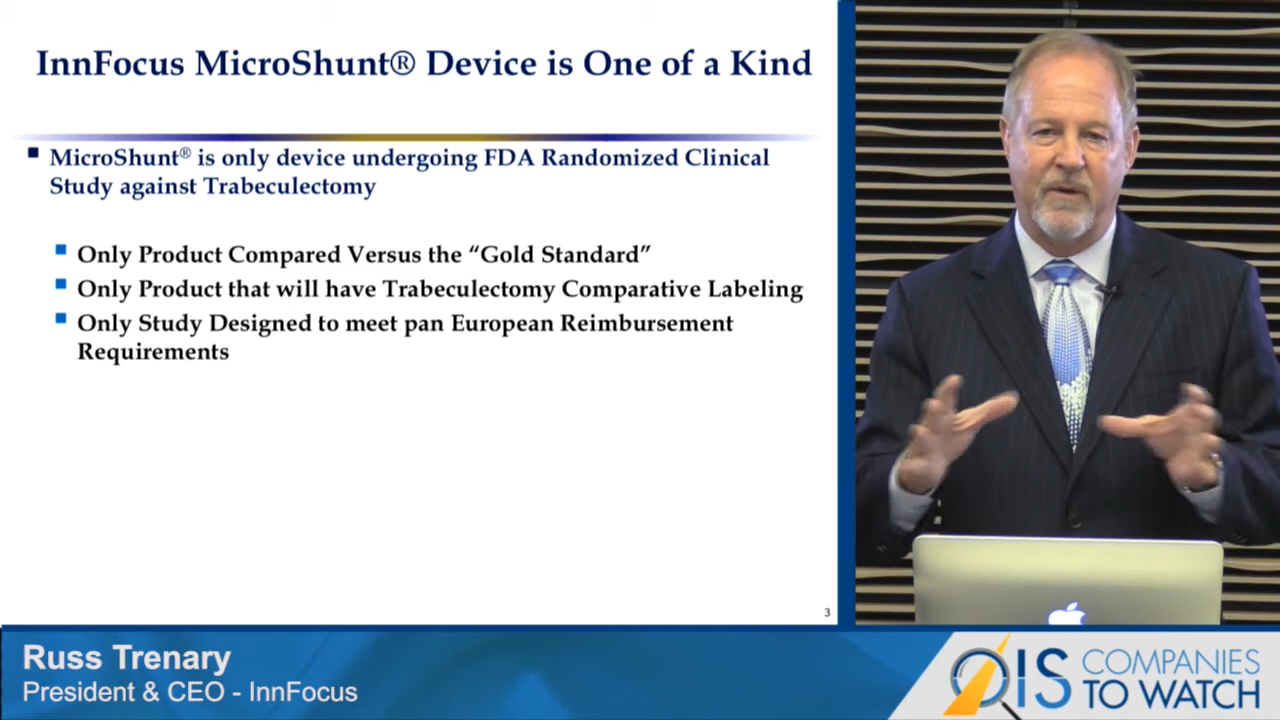 InnFocus MicroShunt® Device is One of a Kind
MicroShunt® is only device undergoing FDA Randomized Clinical
Study against Trabeculectomy
Only Product Compared Versus the “Gold Standard”
Only Product that will have Trabeculectomy Comparative Labeling
Only Study Designed to meet pan European Reimbursement
Requirements
3
Russ Trenary
President & CEO - InnFocus
OIS COMPANIES
TO WATCH